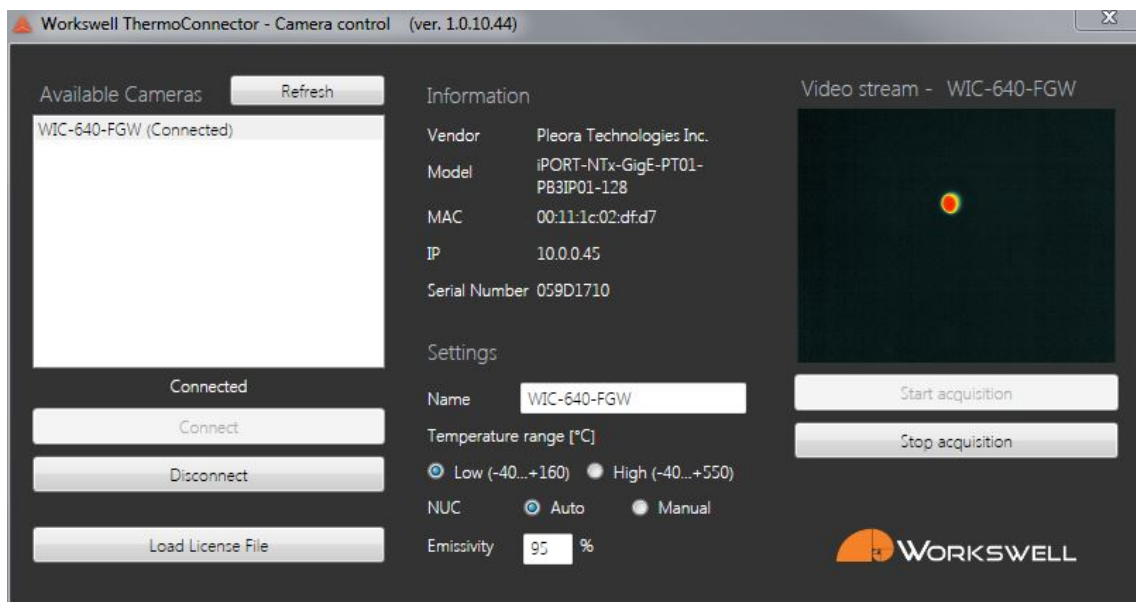 Workswell ThermoConnector - Camera control (ver. 1.0.10.44)
Available Cameras
Refresh
WIC-640-FGW (Connected)
Connected
Connect
Disconnect
Load License File
Information
Vendor Pleora Technologies Inc.
Model iPORT-NTx-GigE-PT01-
PB3IP01-128
MAC 00:11:1c:02:df:d7
IP 10.0.0.45
Serial Number 059D1710
Settings
Name WIC-640-FGW
Temperature range [°C]
Low (-40...+160) High (-40...+550)
NUC Auto Manual
Emissivity 95 %
Video stream - WIC-640-FGW
Start acquisition
Stop acquisition
WORKSWELL